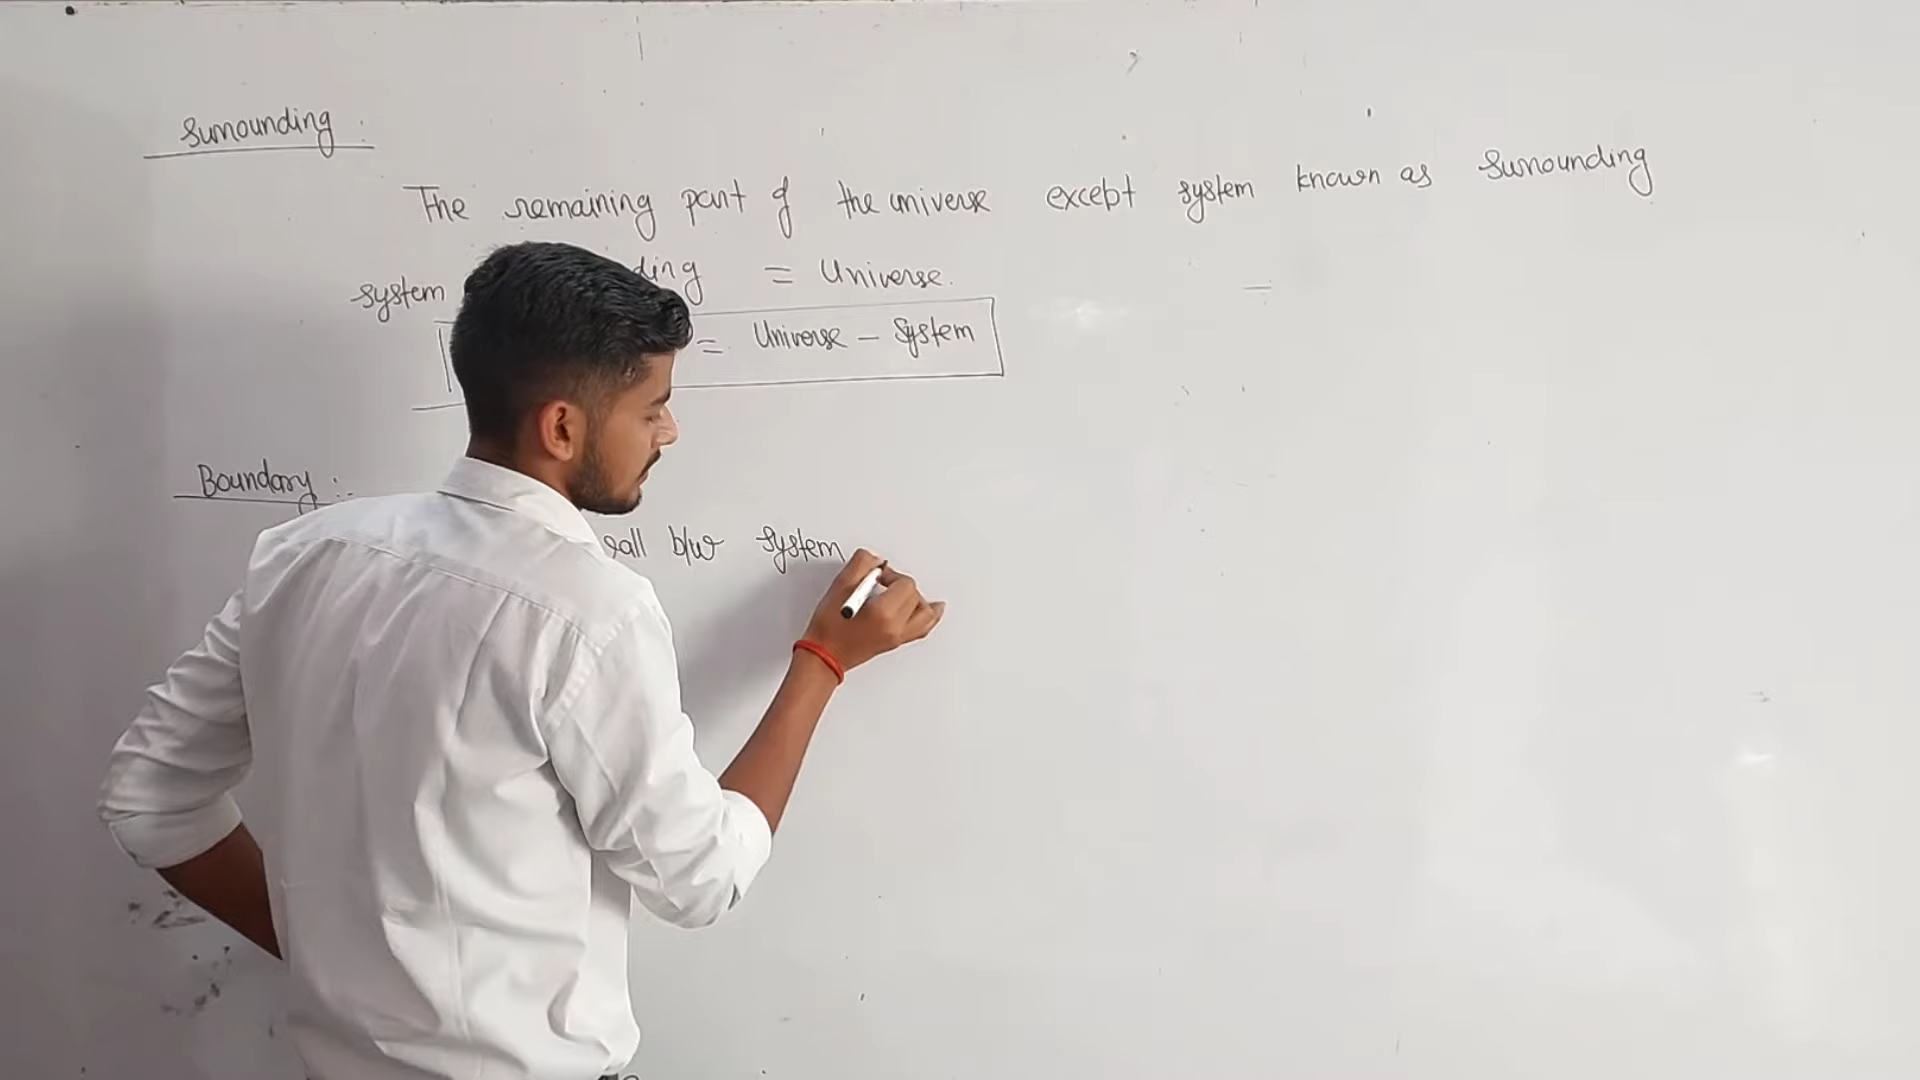 Surrounding :
The remaining part of the universe except system known as Surrounding
system ding = Universe.
= Universe – System
Boundary :-
all b/w system